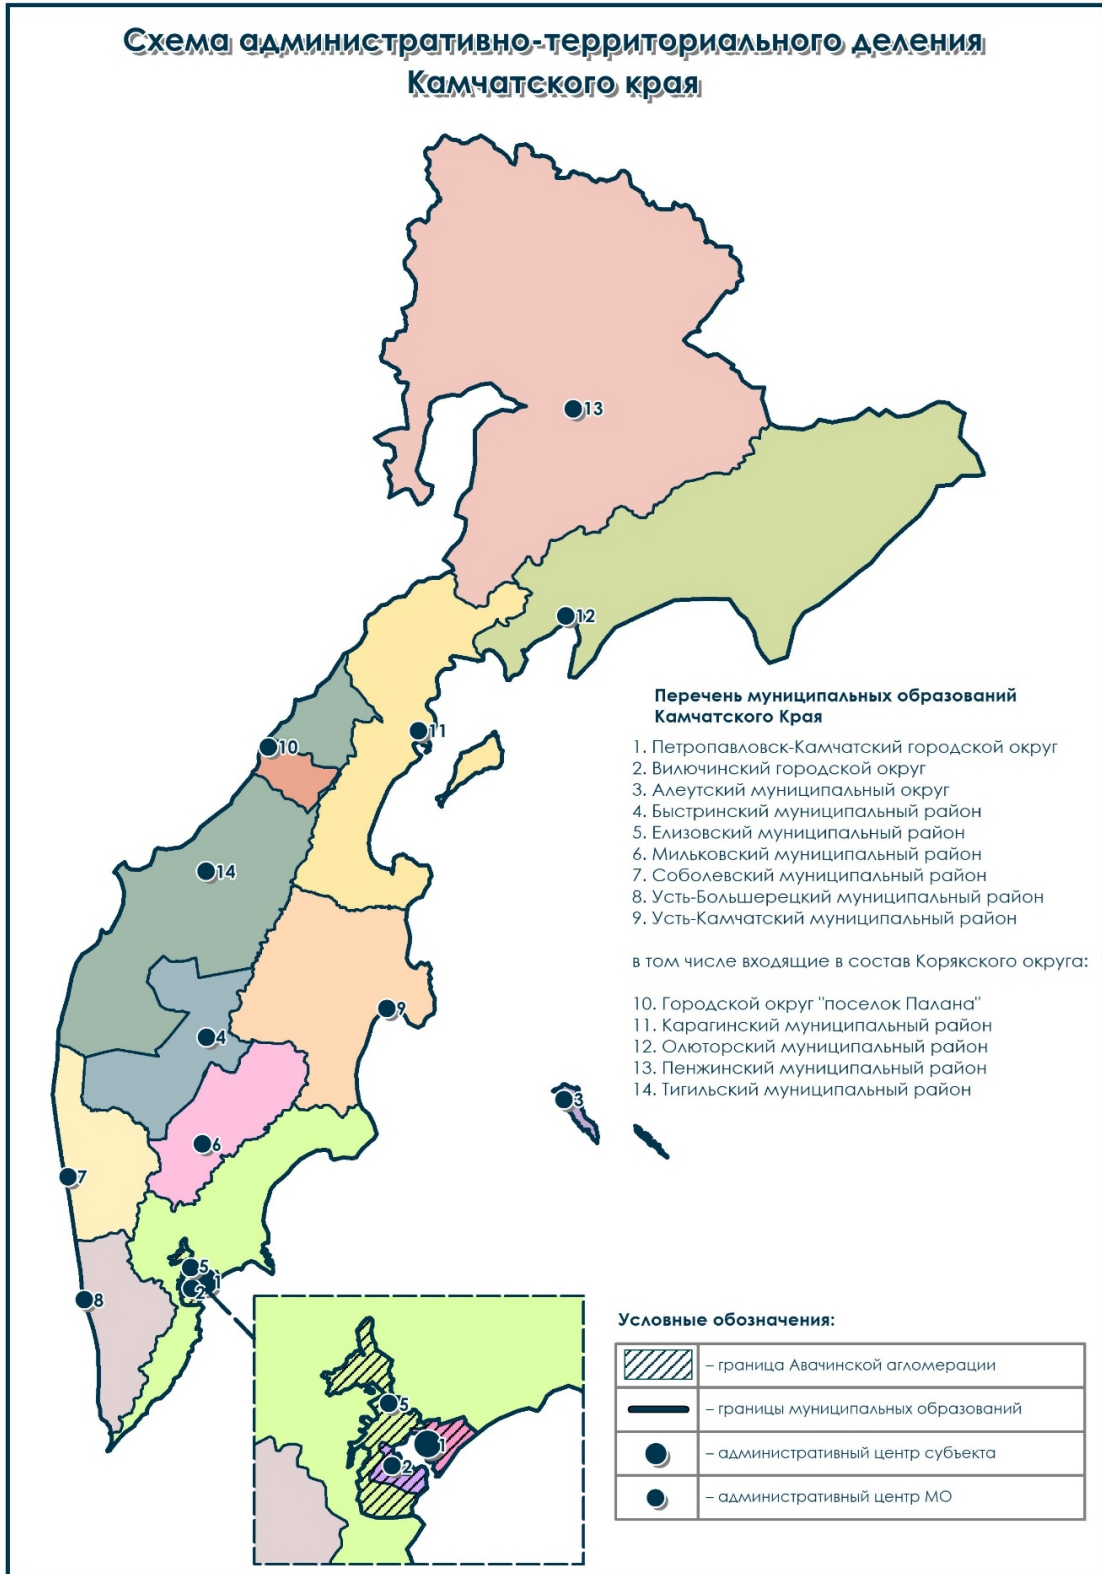 Схема административно-территориального деления
Камчатского края
13
12
11
10
14
9
4
3
6
7
5
1
2
8
Перечень муниципальных образований
Камчатского Края
1. Петропавловск-Камчатский городской округ
2. Вилючинский городской округ
3. Алеутский муниципальный округ
4. Быстринский муниципальный район
5. Елизовский муниципальный район
6. Мильковский муниципальный район
7. Соболевский муниципальный район
8. Усть-Большерецкий муниципальный район
9. Усть-Камчатский муниципальный район
в том числе входящие в состав Корякского округа:
10. Городской округ "поселок Палана"
11. Карагинский муниципальный район
12. Олюторский муниципальный район
13. Пенжинский муниципальный район
14. Тигильский муниципальный район
5
1
2
Условные обозначения:
– граница Авачинской агломерации
– границы муниципальных образований
– административный центр субъекта
– административный центр МО